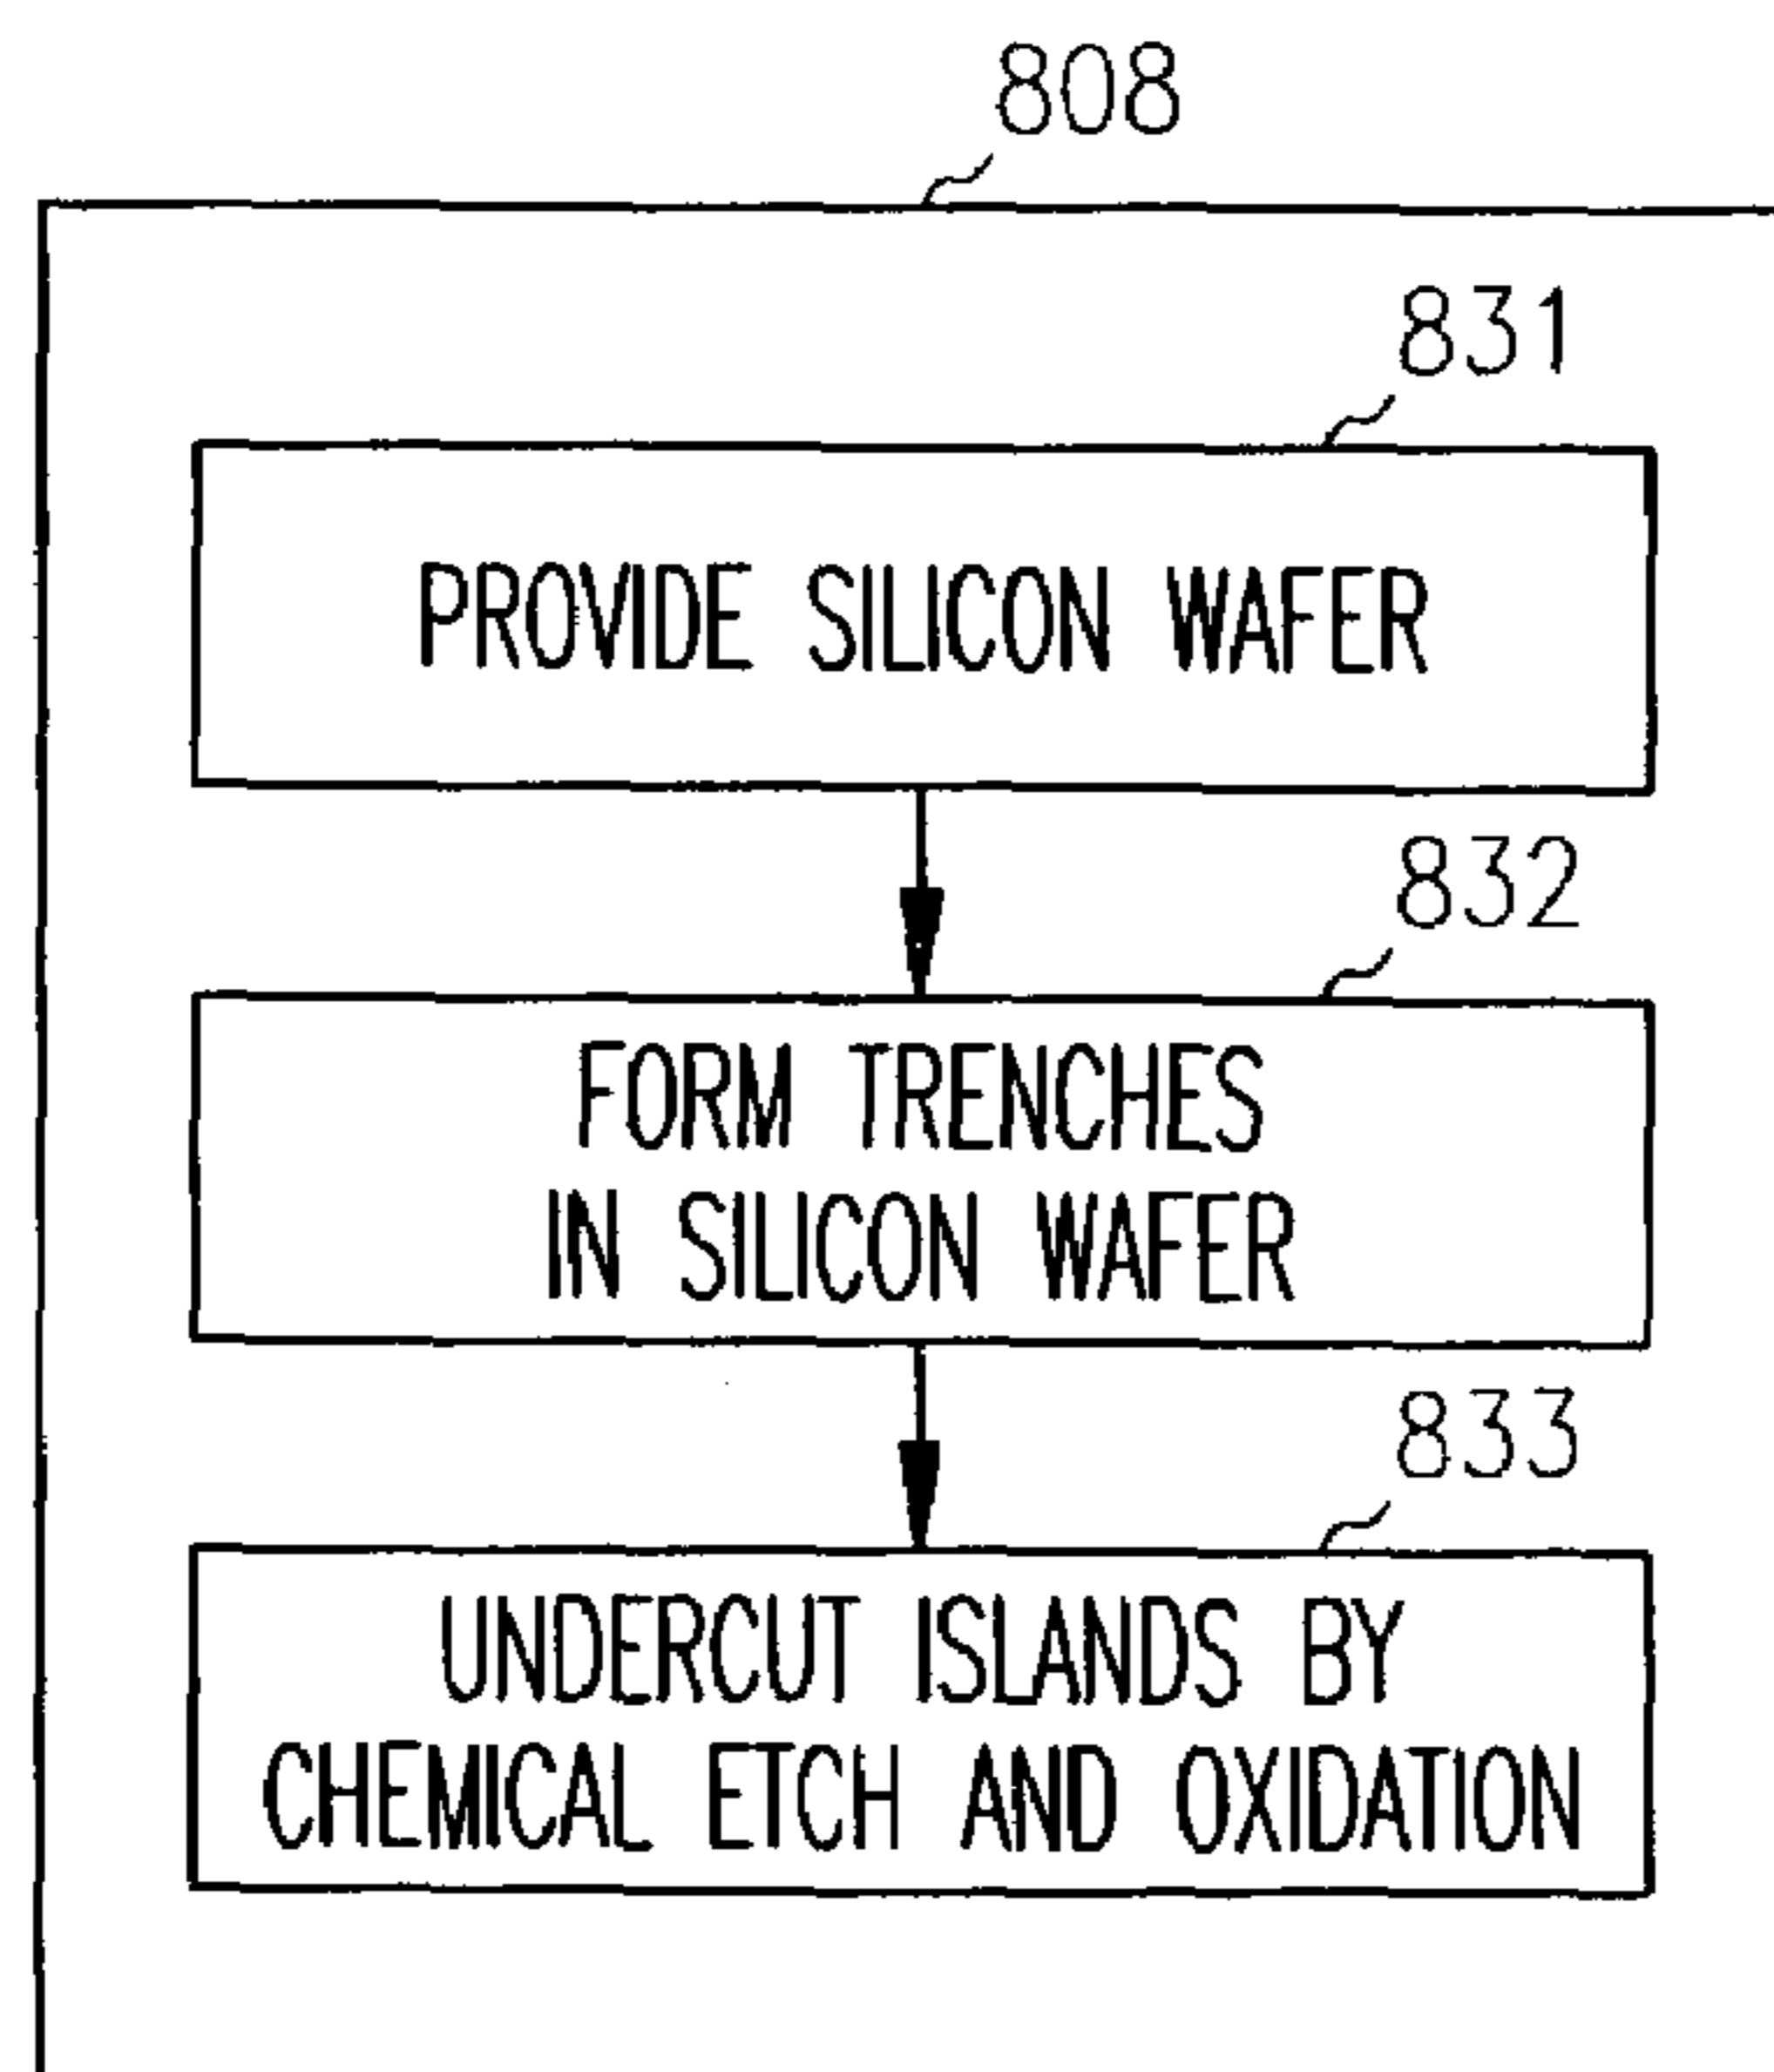 808
831
PROVIDE SILICON WAFER
832
FORM TRENCHES
IN SILICON WAFER
833
UNDERCUT ISLANDS BY
CHEMICAL ETCH AND OXIDATION